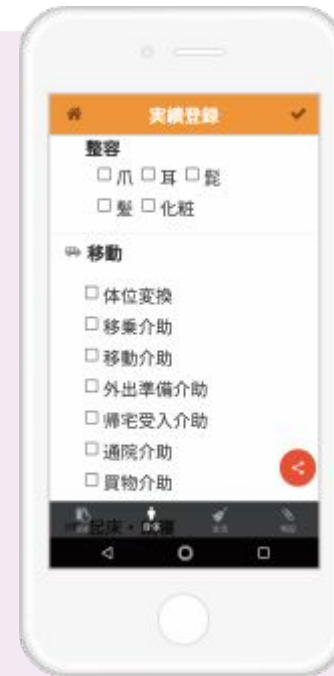 実績登録
整容
□爪 □耳 □髭
□髪 □化粧
移動
□体位変換
□移乗介助
□移動介助
□外出準備介助
□帰宅受入介助
□通院介助
□買物介助
起床・就寝
身体